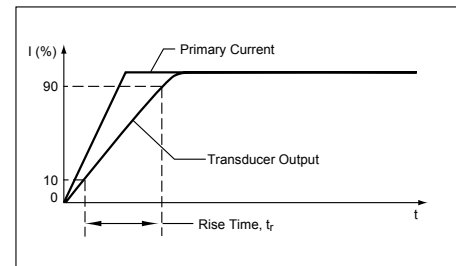 I (%)
Primary Current
90
Transducer Output
10
0
t
Rise Time, tr